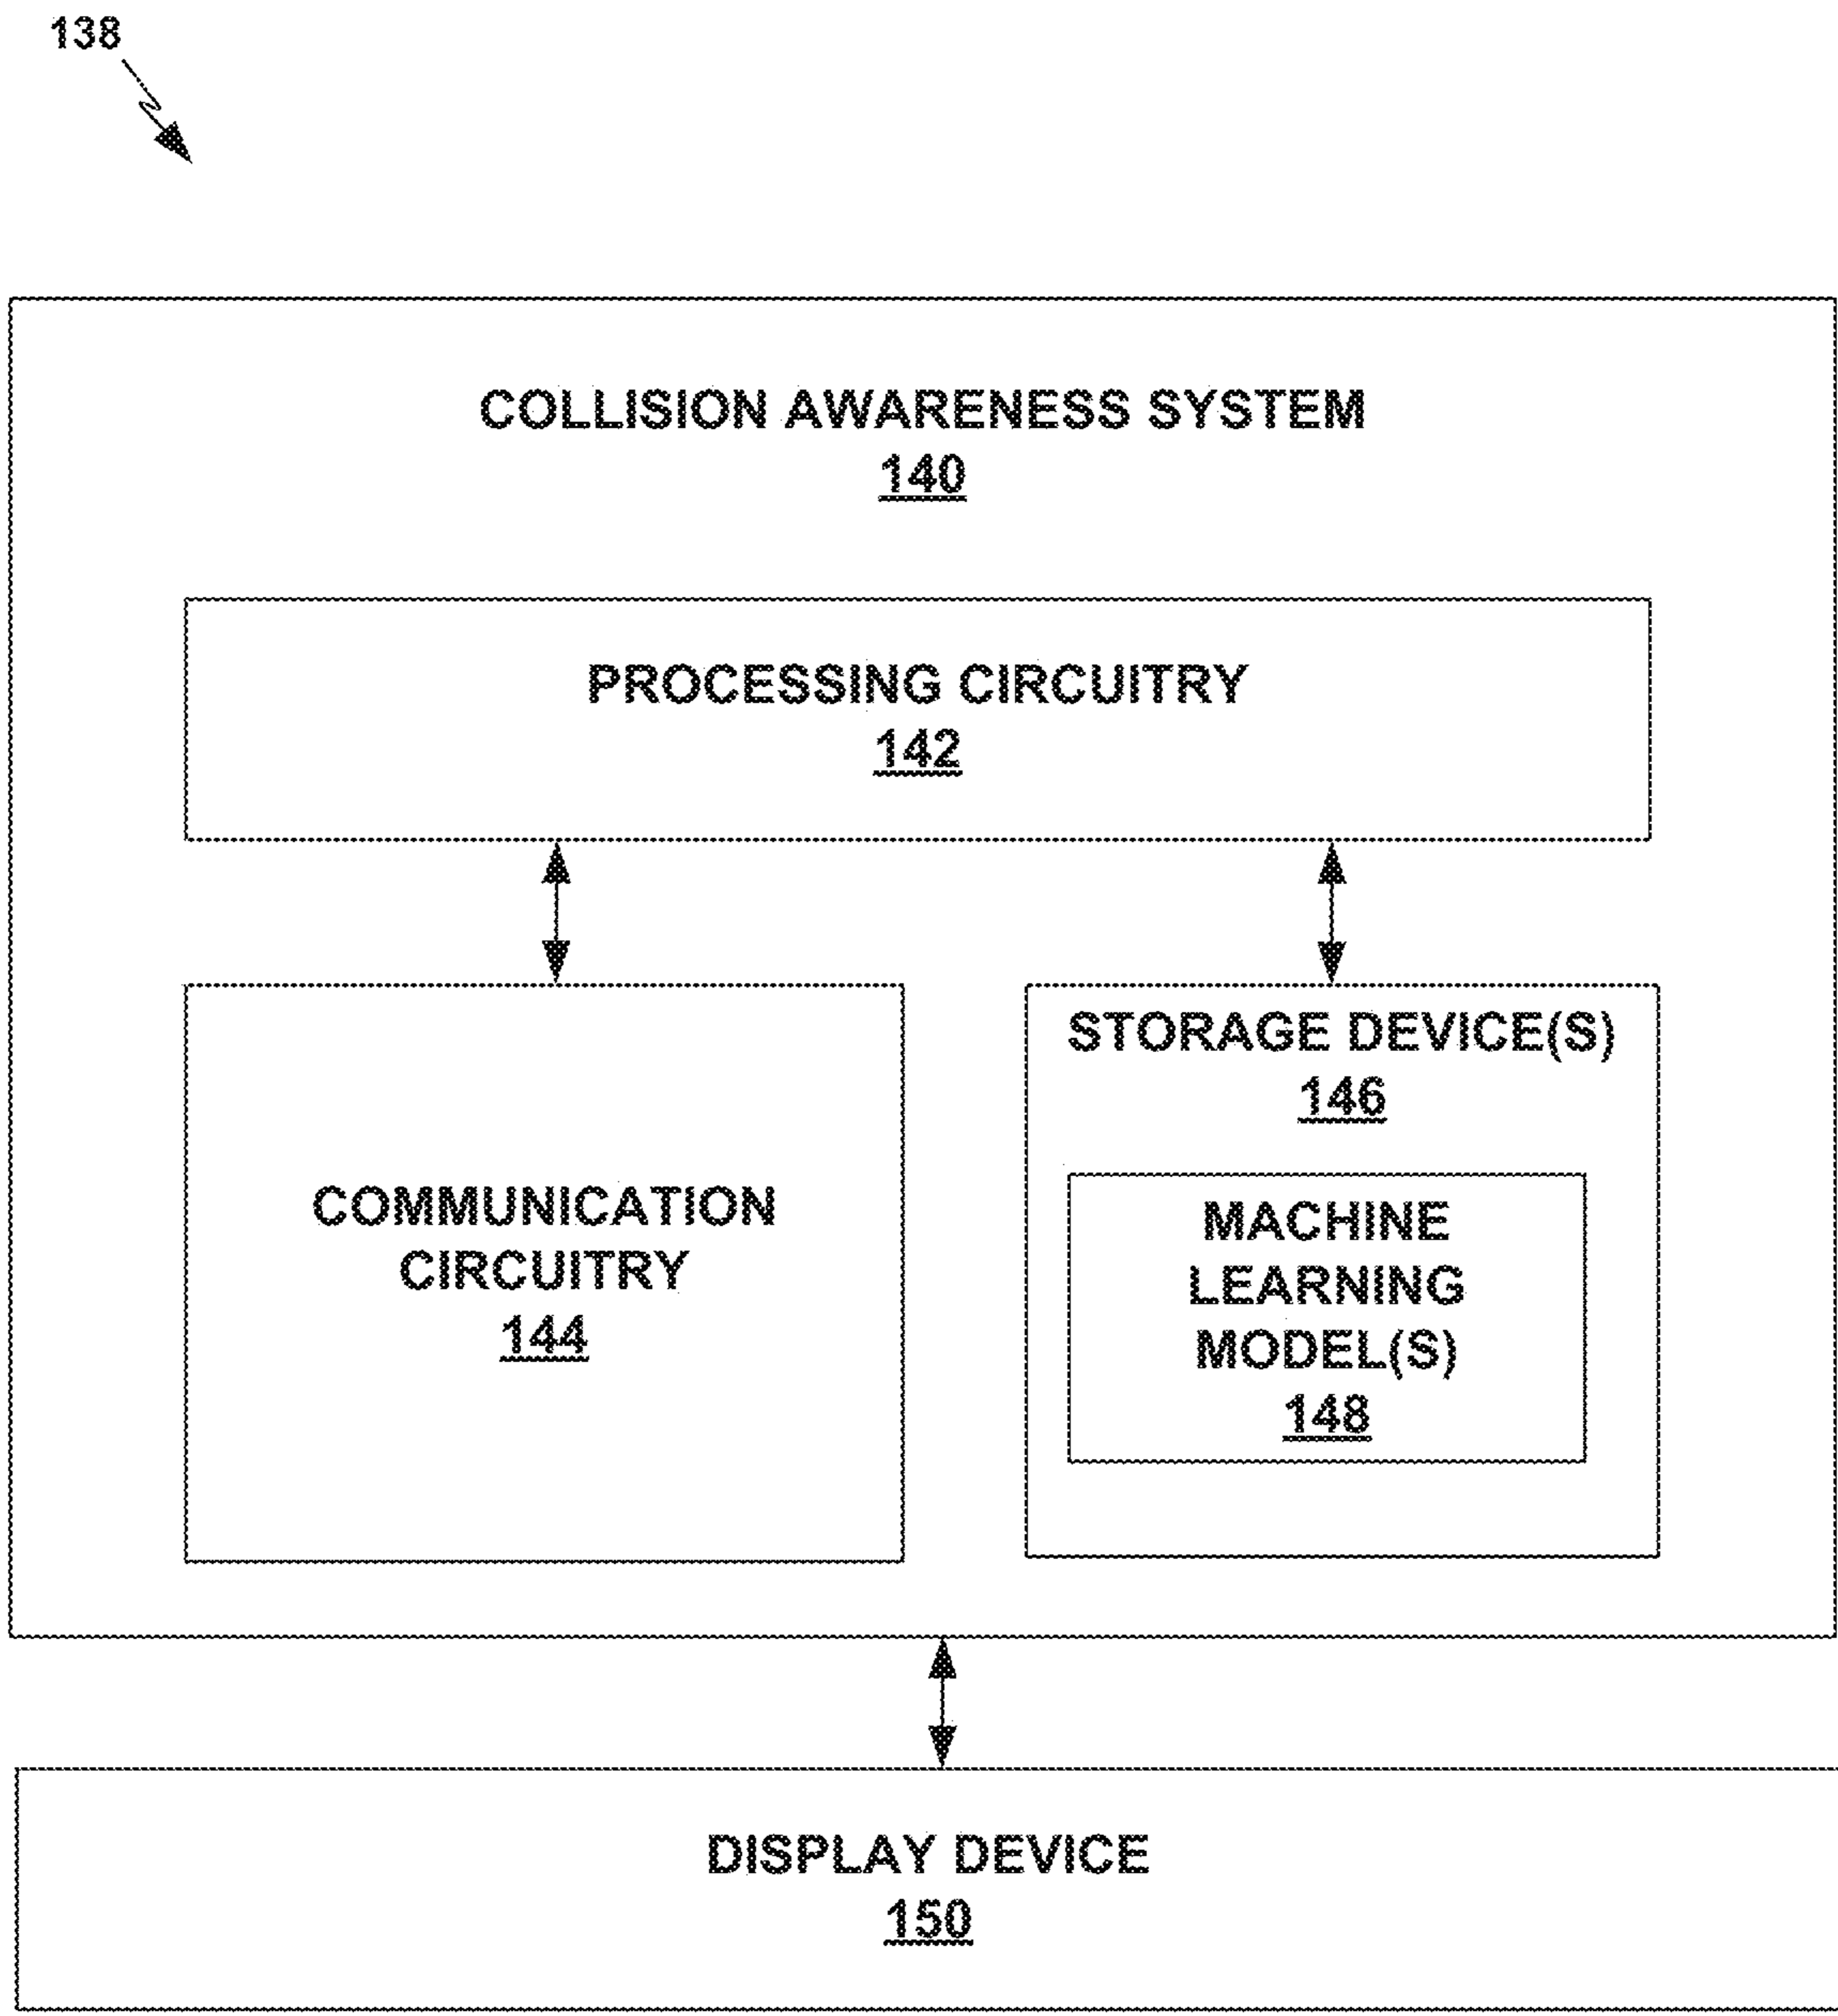 138
COLLISION AWARENESS SYSTEM
140
PROCESSING CIRCUITRY
142
COMMUNICATION
CIRCUITRY
144
STORAGE DEVICE(S)
146
MACHINE
LEARNING
MODEL(S)
148
DISPLAY DEVICE
150